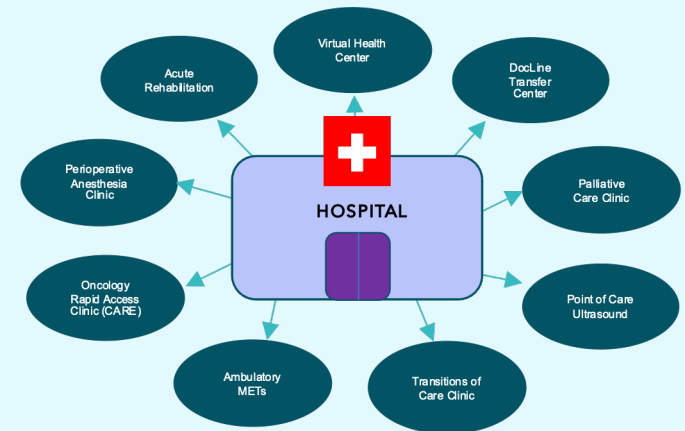 Virtual Health
Center
Acute
Rehabilitation
DocLine
Transfer
Center
Perioperative
Anesthesia
Clinic
HOSPITAL
Palliative
Care Clinic
Oncology
Rapid Access
Clinic (CARE)
Point of Care
Ultrasound
Ambulatory
METs
Transitions of
Care Clinic